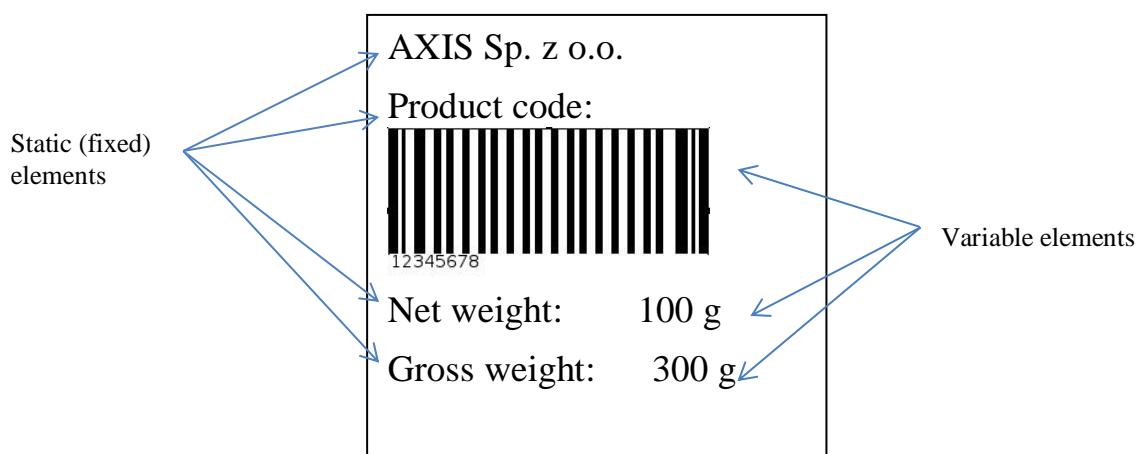 AXIS Sp. z o.o.
Product code:
Static (fixed)
elements
12345678
Variable elements
Net weight: 100 g
Gross weight: 300 g